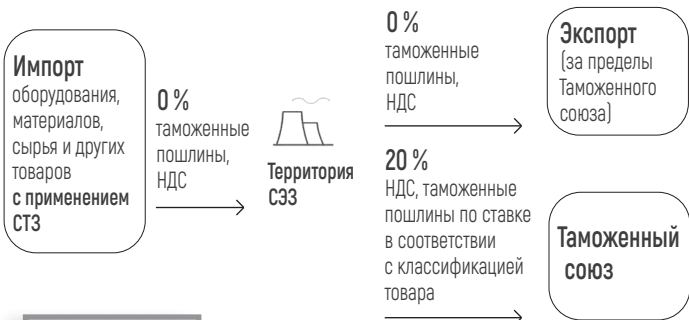 Импорт
оборудования,
материалов,
сырья и других
товаров
с применением
СТЗ
0 %
таможенные
пошлины,
НДС
Территория
СЭЗ
0 %
таможенные
пошлины,
НДС
Экспорт
(за пределы
Таможенного
союза)
20 %
НДС, таможенные
пошлины по ставке
в соответствии
с классификацией
товара
Таможенный
союз